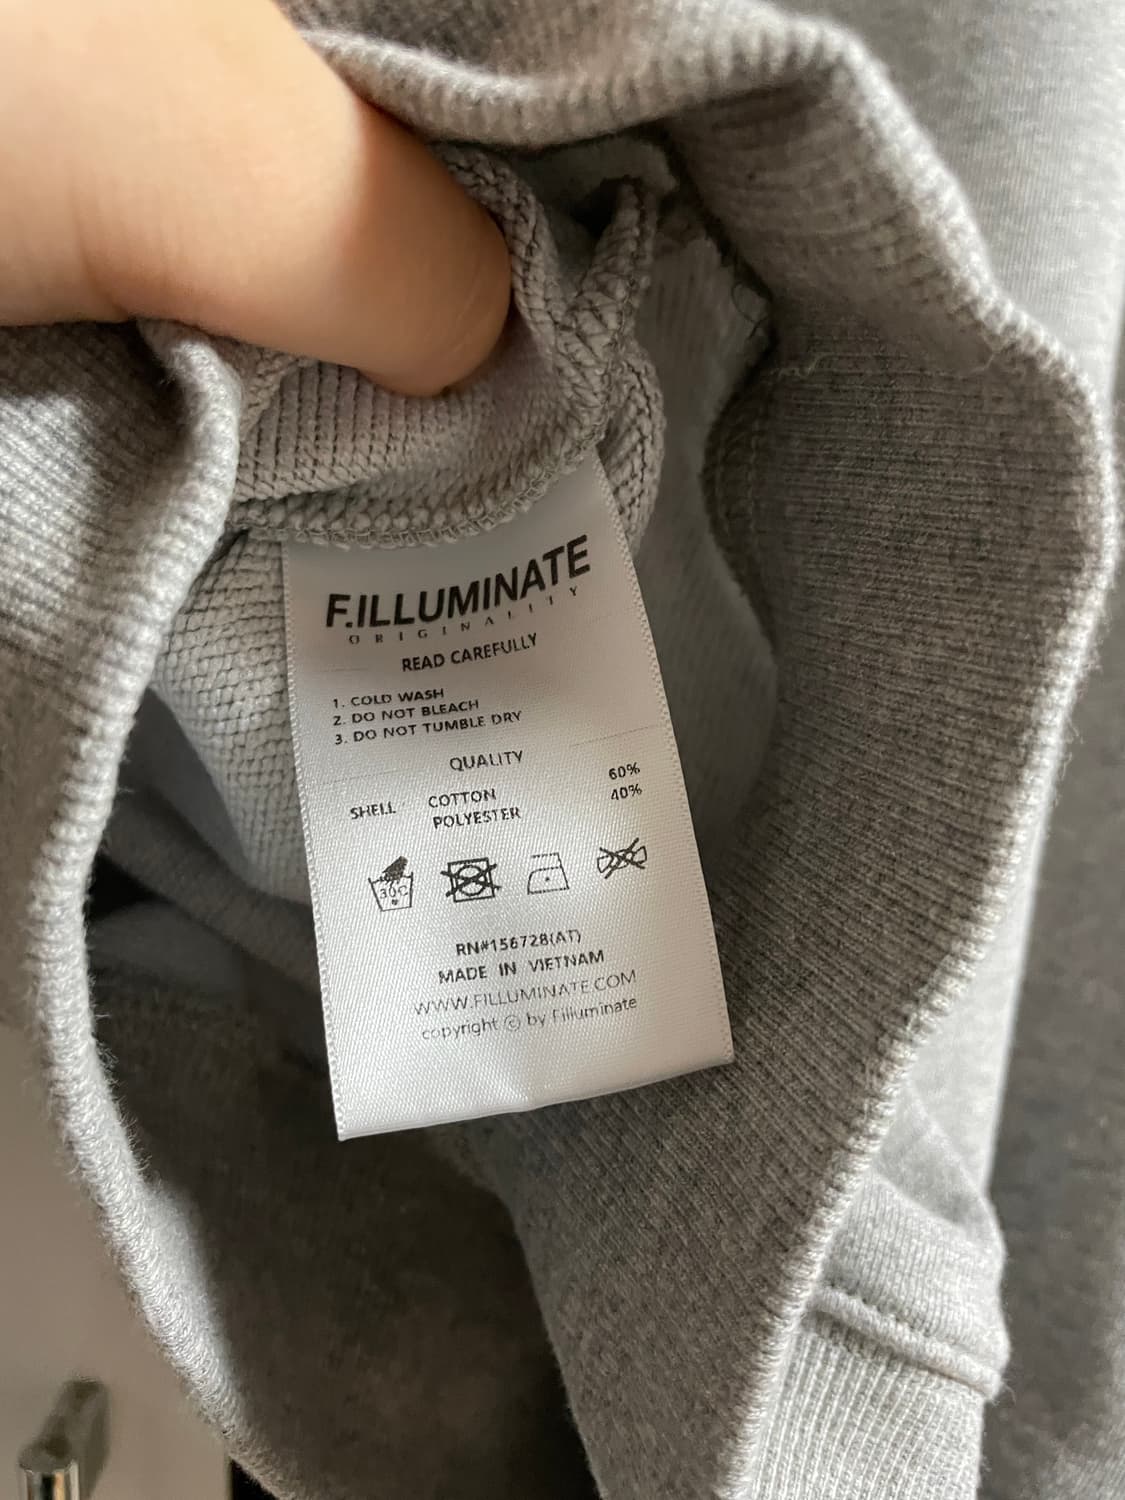 F.ILLUMINATE
ORIGINALITY
READ CAREFULLY
1. COLD WASH
2. DO NOT BLEACH
3. DO NOT TUMBLE DRY
QUALITY
SHELL COTTON 60%
POLYESTER 40%
30C
RN#156728(AT)
MADE IN VIETNAM
WWW.FILLUMINATE.COM
copyright © by Filluminate